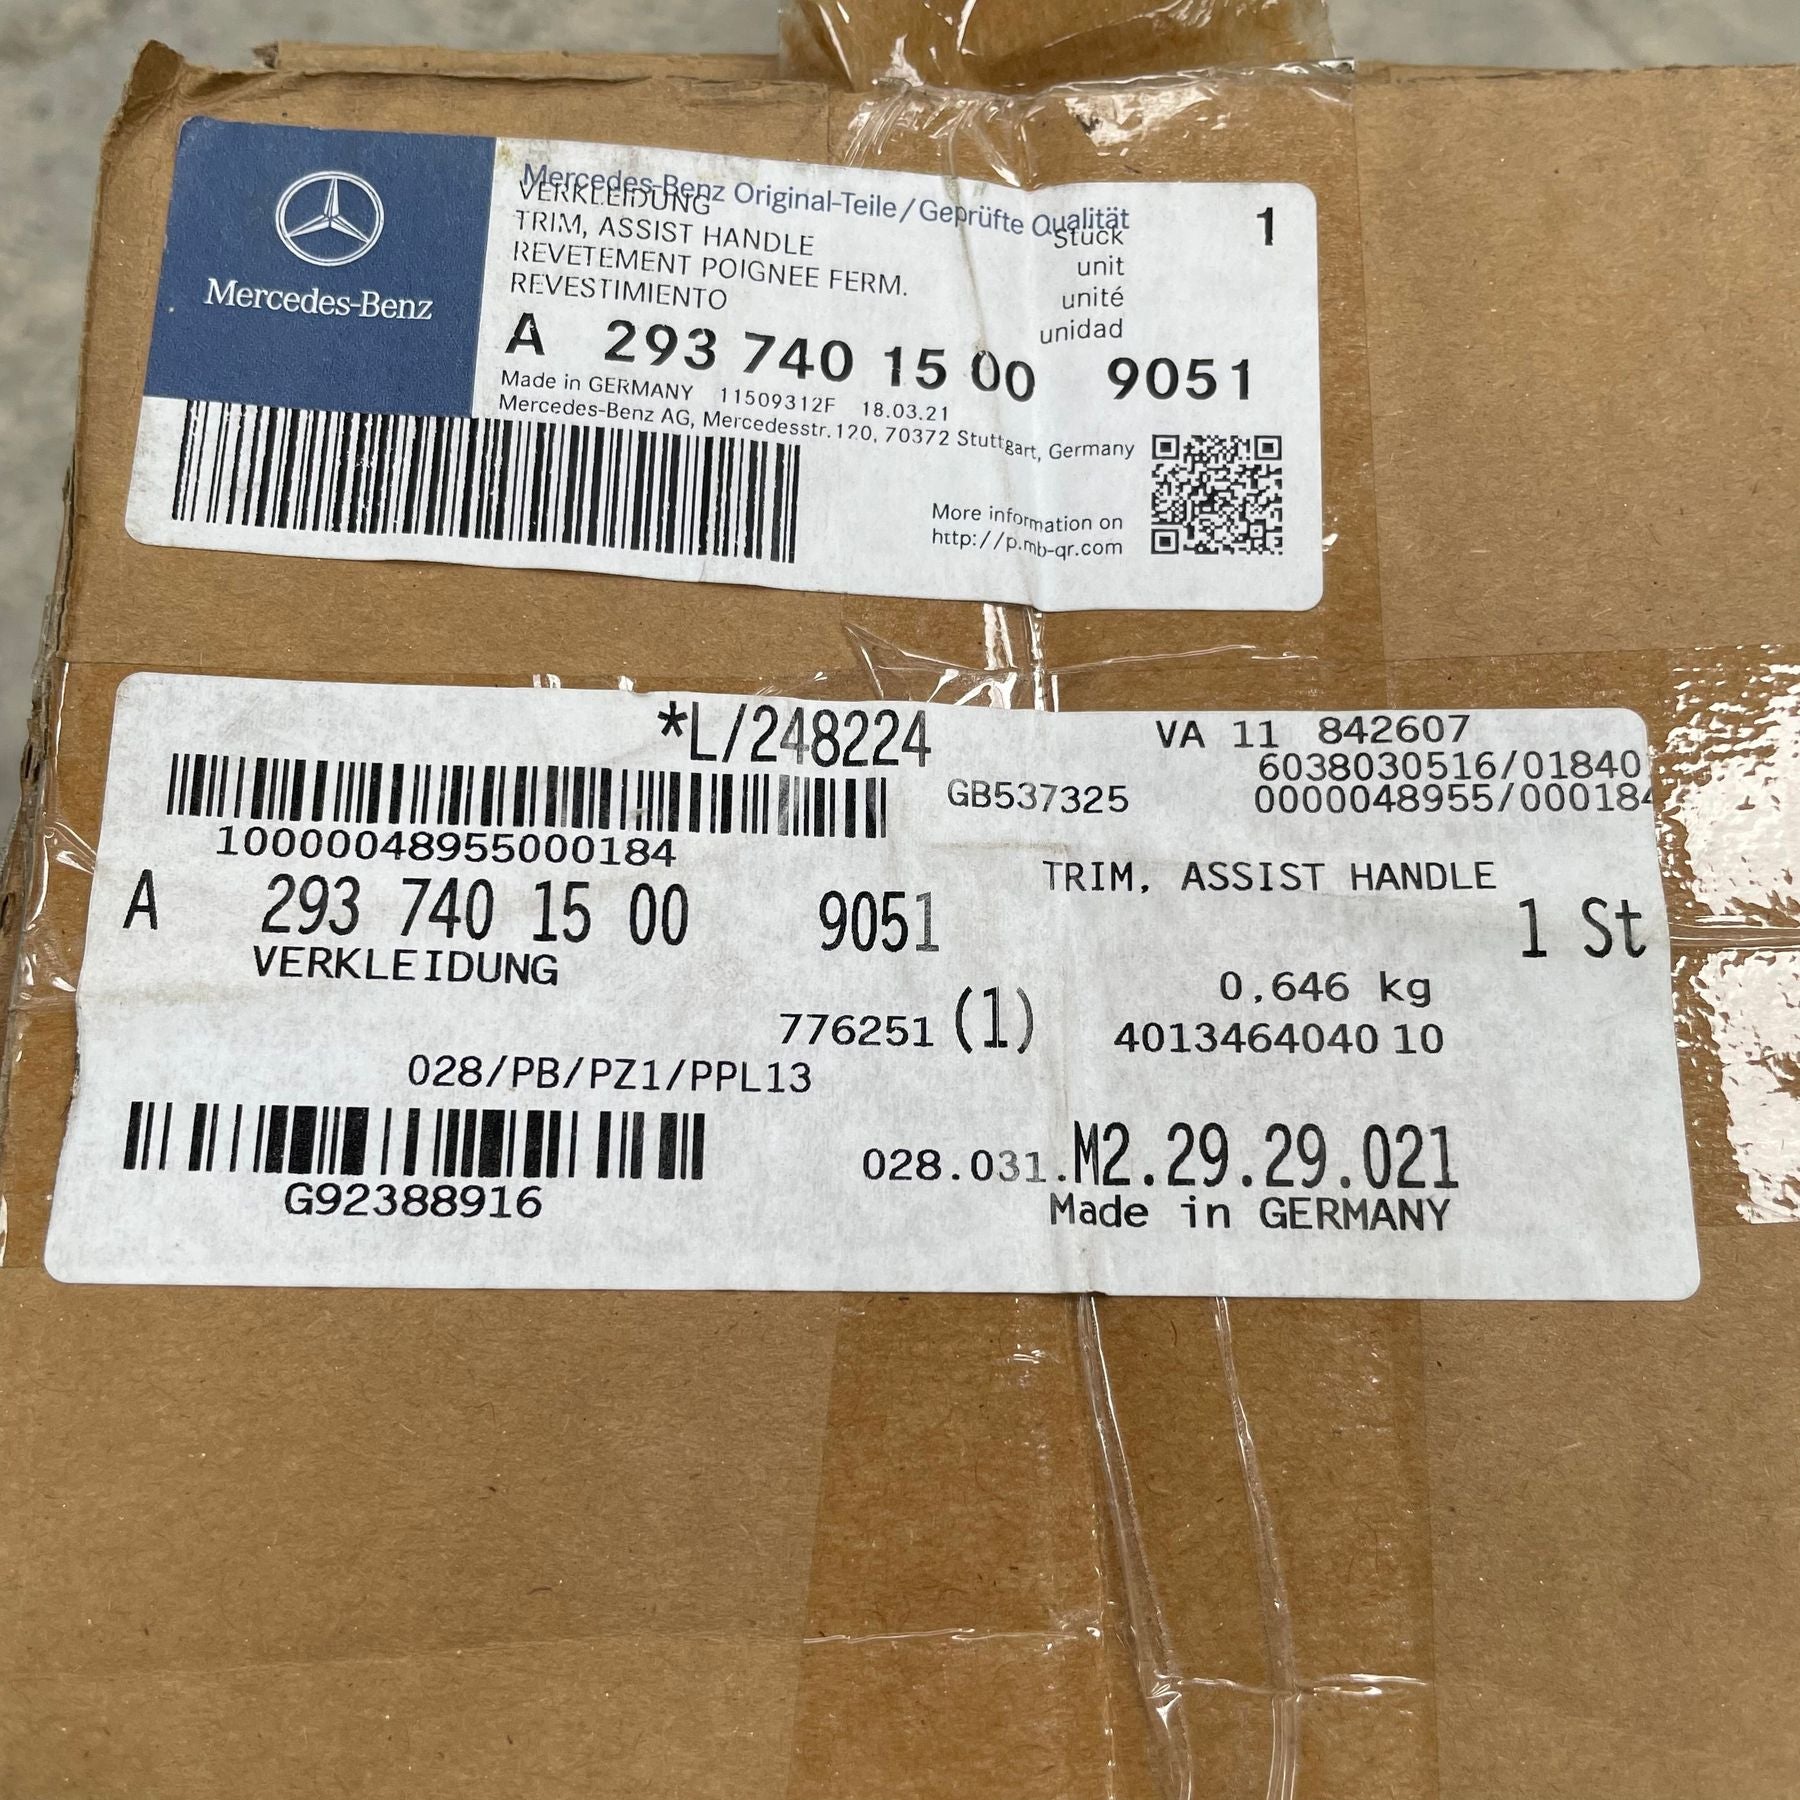 Mercedes-Benz
Mercedes-Benz Original-Teile / Geprüfte Qualität
VERKLEIDUNG
TRIM, ASSIST HANDLE
REVETEMENT POIGNEE FERM.
REVESTIMIENTO
Stück 1
unit
unité
unidad
A 293 740 15 00 9051
Made in GERMANY 11509312F 18.03.21
Mercedes-Benz AG, Mercedesstr. 120, 70372 Stuttgart, Germany
More information on
http://p.mb-qr.com
*L/248224
VA 11 842607
6038030516/01840
GB537325
0000048955/000184
10000048955000184
TRIM, ASSIST HANDLE
A 293 740 15 00 9051
1 St
VERKLEIDUNG
0,646 kg
776251 (1)
4013464040 10
028/PB/PZ1/PPL13
028.031.M2.29.29.021
G92388916
Made in GERMANY